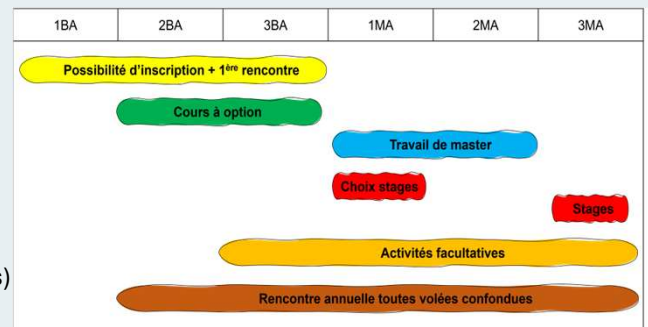 1BA 2BA 3BA 1MA 2MA 3MA
Possibilité d'inscription + 1ère rencontre
Cours à option
Travail de master
Choix stages
Stages
Activités facultatives
s)
Rencontre annuelle toutes volées confondues